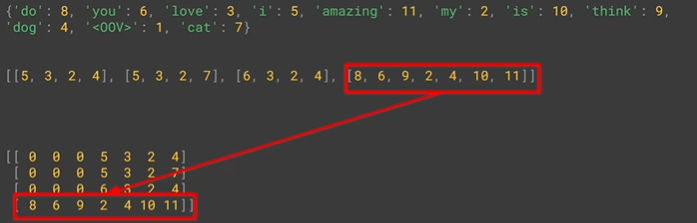 {'do': 8, 'you': 6, 'love': 3, 'i': 5, 'amazing': 11, 'my': 2, 'is': 10, 'think': 9,
'dog': 4, '<OOV>': 1, 'cat': 7}
[[5, 3, 2, 4], [5, 3, 2, 7], [6, 3, 2, 4], [8, 6, 9, 2, 4, 10, 11]]
[[ 0 0 0 5 3 2 4]
[ 0 0 0 5 3 2 7]
[ 0 0 0 6 3 2 4]
[ 8 6 9 2 4 10 11]]